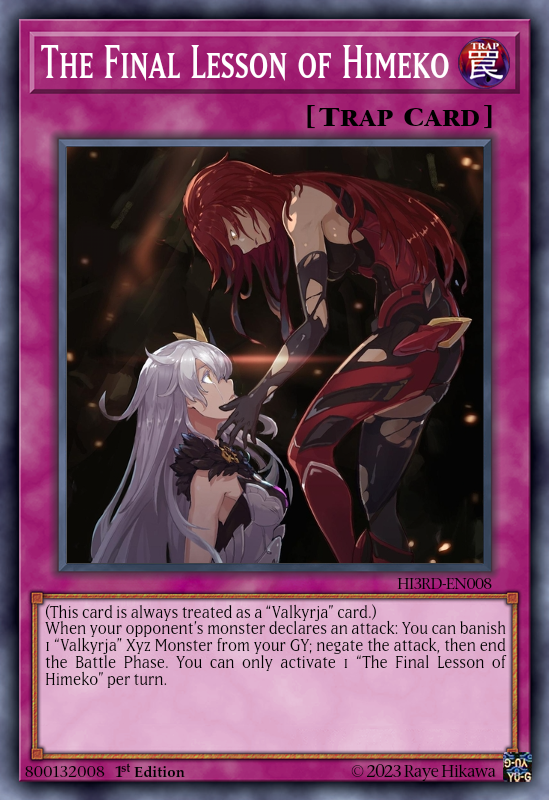 The Final Lesson of Himeko
TRAP
罠
[Trap Card]
HI3RD-EN008
(This card is always treated as a “Valkyrja” card.)
When your opponent's monster declares an attack: You can banish
1 “Valkyrja” Xyz Monster from your GY; negate the attack, then end
the Battle Phase. You can only activate 1 “The Final Lesson of
Himeko” per turn.
800132008 1st Edition
© 2023 Raye Hikawa
YU-G
YU-G